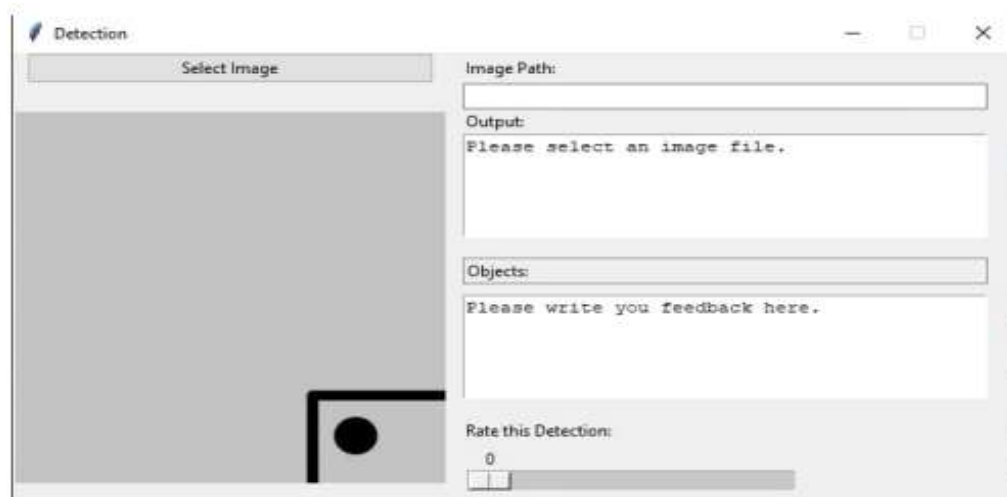 Detection
Select Image
Image Path:
Output:
Please select an image file.
Objects:
Please write you feedback here.
Rate this Detection:
0